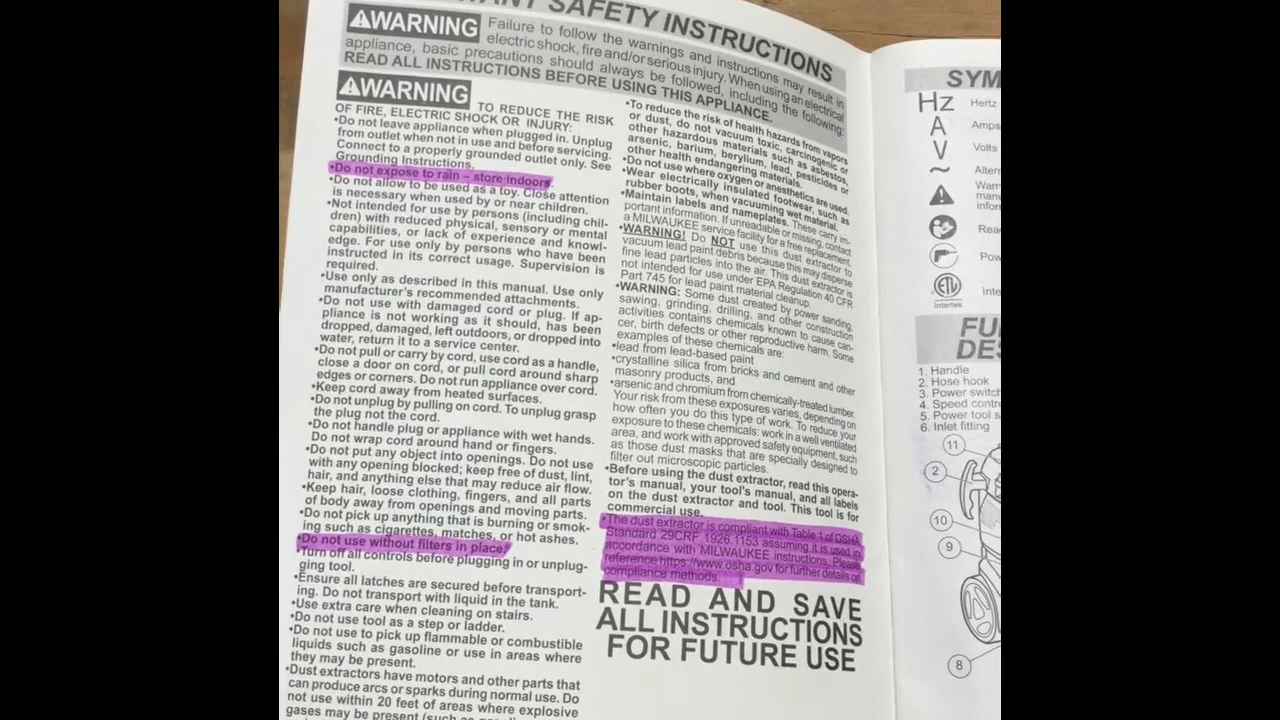 IMPORTANT SAFETY INSTRUCTIONS
WARNING Failure to follow the warnings and instructions may result in
electric shock, fire and/or serious injury. When using an electrical
appliance, basic precautions should always be followed, including the following:
READ ALL INSTRUCTIONS BEFORE USING THIS APPLIANCE.
WARNING TO REDUCE THE RISK
OF FIRE, ELECTRIC SHOCK OR INJURY:
•Do not leave appliance when plugged in. Unplug
from outlet when not in use and before servicing.
Connect to a properly grounded outlet only. See
Grounding Instructions.
•Do not expose to rain – store indoors.
•Do not allow to be used as a toy. Close attention
is necessary when used by or near children.
•Not intended for use by persons (including chil-
dren) with reduced physical, sensory or mental
capabilities, or lack of experience and knowl-
edge. For use only by persons who have been
instructed in its correct usage. Supervision is
required.
•Use only as described in this manual. Use only
manufacturer's recommended attachments.
•Do not use with damaged cord or plug. If ap-
pliance is not working as it should, has been
dropped, damaged, left outdoors, or dropped into
water, return it to a service center.
•Do not pull or carry by cord, use cord as a handle,
close a door on cord, or pull cord around sharp
edges or corners. Do not run appliance over cord.
•Keep cord away from heated surfaces.
•Do not unplug by pulling on cord. To unplug grasp
the plug not the cord.
•Do not handle plug or appliance with wet hands.
Do not wrap cord around hand or fingers.
•Do not put any object into openings. Do not use
with any opening blocked; keep free of dust, lint,
hair, and anything else that may reduce air flow.
•Keep hair, loose clothing, fingers, and all parts
of body away from openings and moving parts.
•Do not pick up anything that is burning or smok-
ing such as cigarettes, matches, or hot ashes.
•Do not use without filters in place.
•Turn off all controls before plugging in or unplug-
ging tool.
•Ensure all latches are secured before transport-
ing. Do not transport with liquid in the tank.
•Use extra care when cleaning on stairs.
•Do not use tool as a step or ladder.
•Do not use to pick up flammable or combustible
liquids such as gasoline or use in areas where
they may be present.
•Dust extractors have motors and other parts that
can produce arcs or sparks during normal use. Do
not use within 20 feet of areas where explosive
gases may be present (such as
•To reduce the risk of health hazards from vapors
or dust, do not vacuum toxic, carcinogenic or
other hazardous materials such as asbestos,
arsenic, barium, berylium, lead, pesticides or
other health endangering materials.
•Do not use where oxygen or anesthetics are used.
•Wear electrically insulated footwear, such as
rubber boots, when vacuuming wet material.
•Maintain labels and nameplates. These carry im-
portant information. If unreadable or missing, contact
a MILWAUKEE service facility for a free replacement.
•WARNING! Do NOT use this dust extractor to
vacuum lead paint debris because this may disperse
fine lead particles into the air. This dust extractor is
not intended for use under EPA Regulation 40 CFR
Part 745 for lead paint material cleanup.
•WARNING: Some dust created by power sanding,
sawing, grinding, drilling, and other construction
activities contains chemicals known to cause can-
cer, birth defects or other reproductive harm. Some
examples of these chemicals are:
•lead from lead-based paint
•crystalline silica from bricks and cement and other
masonry products, and
•arsenic and chromium from chemically-treated lumber.
Your risk from these exposures varies, depending on
how often you do this type of work. To reduce your
exposure to these chemicals: work in a well ventilated
area, and work with approved safety equipment, such
as those dust masks that are specially designed to
filter out microscopic particles.
•Before using the dust extractor, read this opera-
tor's manual, your tool's manual, and all labels
on the dust extractor and tool. This tool is for
commercial use.
•The dust extractor is compliant with Table 1 of OSHA
Standard 29CRF 1926.1153 assuming it is used in
accordance with MILWAUKEE instructions. Please
reference https://www.osha.gov for further details on
compliance methods.
READ AND SAVE
ALL INSTRUCTIONS
FOR FUTURE USE
SYM
Hz Hertz
A Amps
V Volts
~ Alter
Warn
man
infor
Rea
Pow
ETL
Intertek
Inte
FU
DES
1. Handle
2. Hose hook
3. Power switch
4. Speed contr
5. Power tool s
6. Inlet fitting
11
2
10
9
8